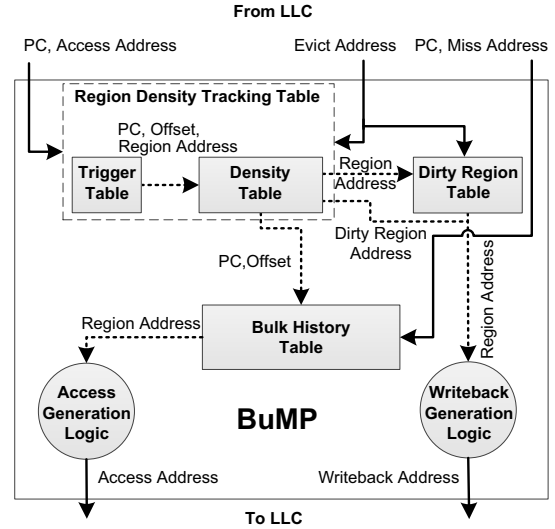 From LLC
PC, Access Address
Evict Address
PC, Miss Address
Region Density Tracking Table
PC, Offset,
Region Address
Trigger
Table
Density
Table
Region
Address
Dirty Region
Table
Dirty Region
Address
PC,Offset
Region Address
Region Address
Bulk History
Table
Access
Generation
Logic
BuMP
Writeback
Generation
Logic
Access Address
Writeback Address
To LLC